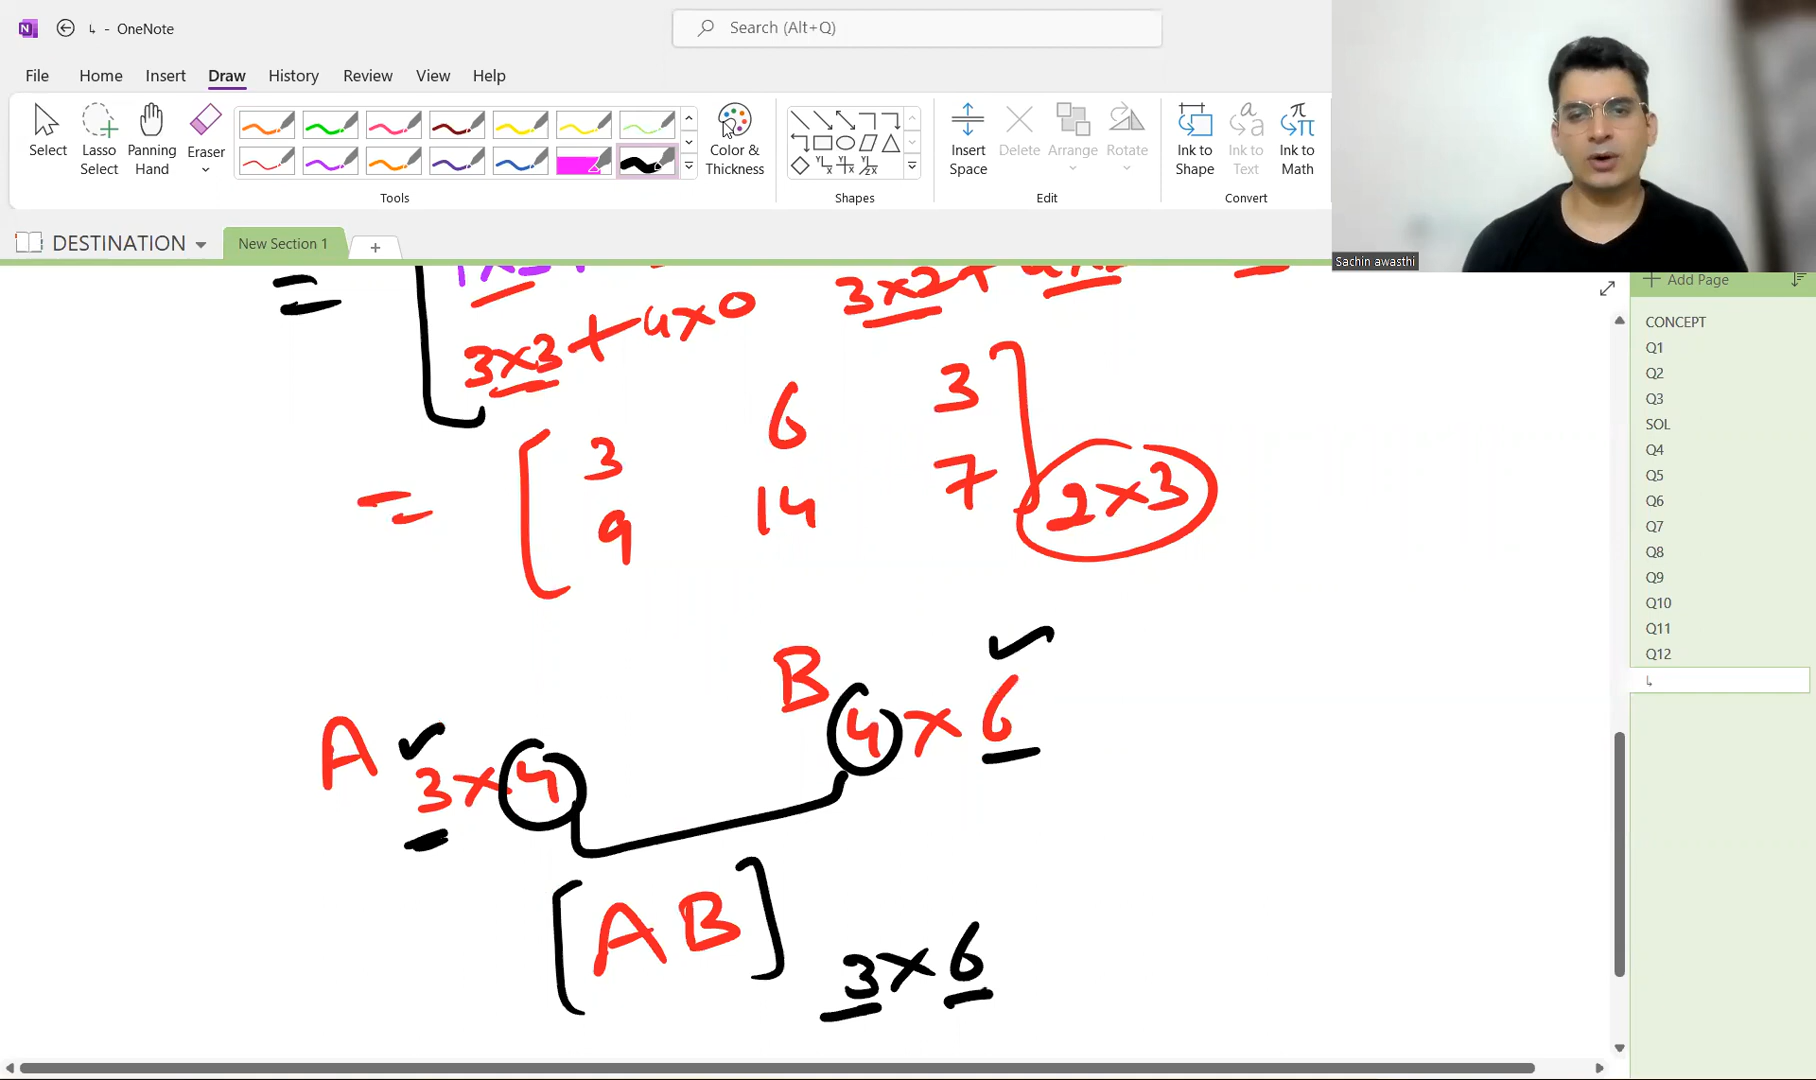 ↳ - OneNote
Search (Alt+Q)
File Home Insert Draw History Review View Help
Select
Lasso Select
Panning Hand
Eraser
Color & Thickness
Insert Space
Delete
Arrange
Rotate
Ink to Shape
Ink to Text
Ink to Math
Tools
Shapes
Edit
Convert
Sachin awasthi
DESTINATION
New Section 1
+
Add Page
CONCEPT
Q1
Q2
Q3
SOL
Q4
Q5
Q6
Q7
Q8
Q9
Q10
Q11
Q12
↳
=
3×3+4×0
3×2+
= [ 3 6 3
9 14 7 ] 2×3
A 3×4
B 4×6
[AB] 3×6